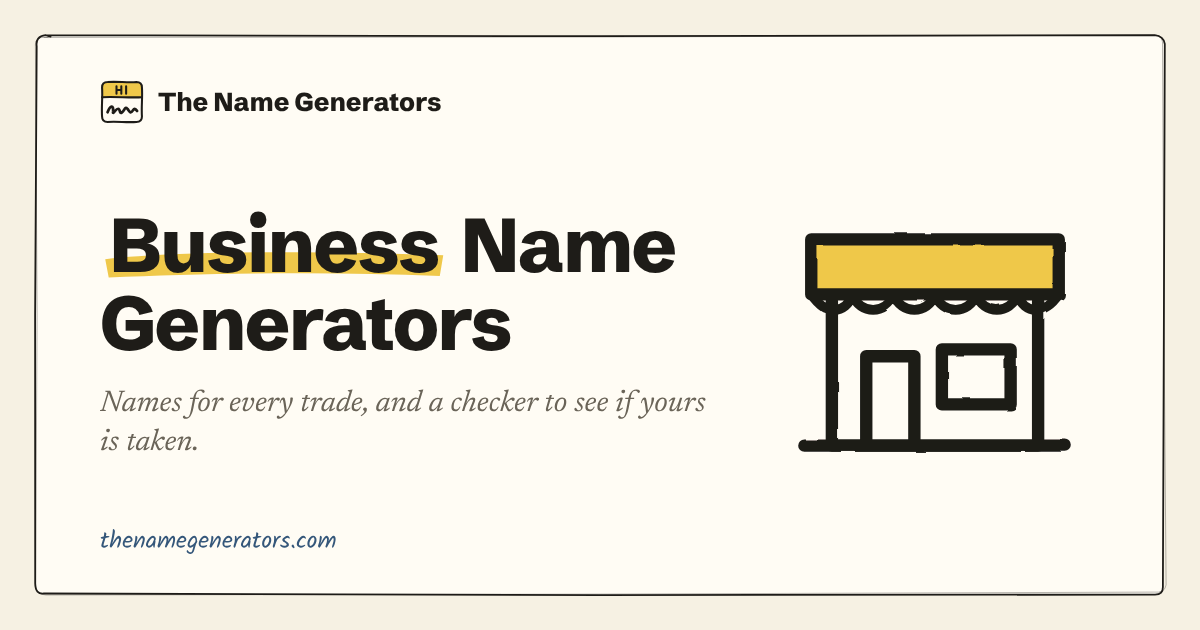 HI
The Name Generators
Business Name
Generators
Names for every trade, and a checker to see if yours
is taken.
thenamegenerators.com